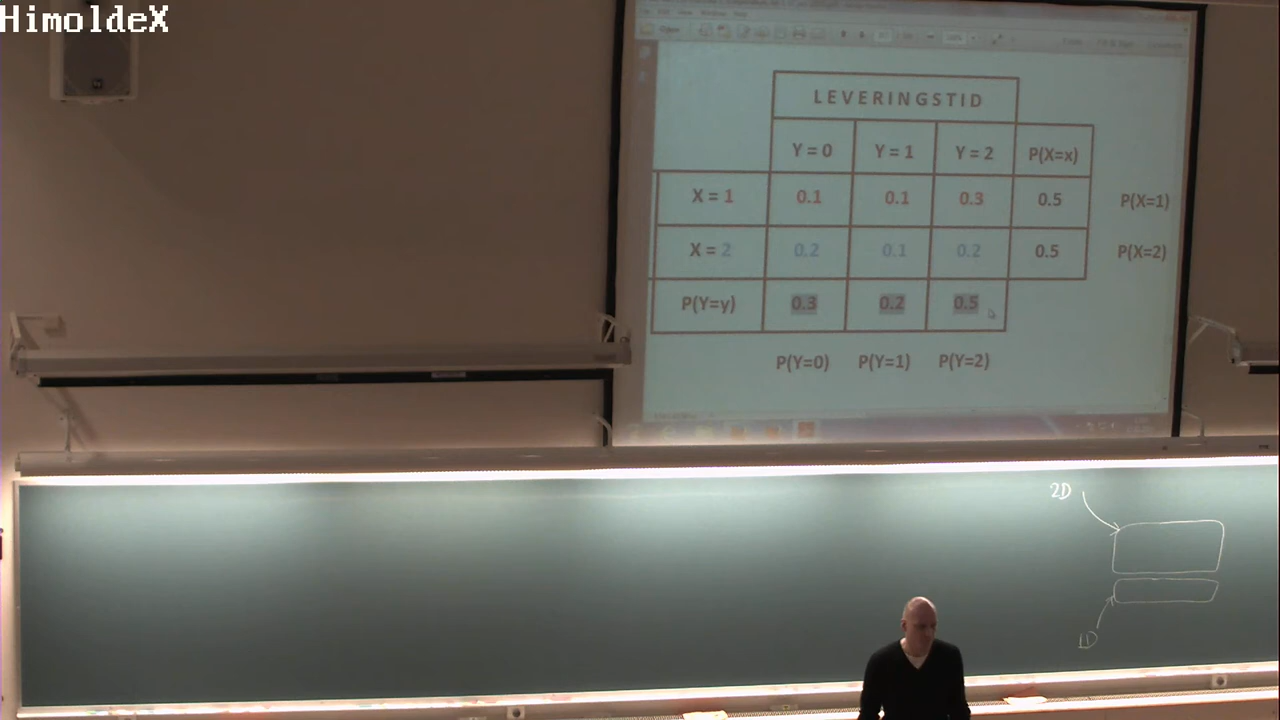 HimoldeX
LEVERINGSTID
Y = 0 Y = 1 Y = 2 P(X=x)
X = 1 0.1 0.1 0.3 0.5 P(X=1)
X = 2 0.2 0.1 0.2 0.5 P(X=2)
P(Y=y) 0.3 0.2 0.5
P(Y=0) P(Y=1) P(Y=2)
2D
1D